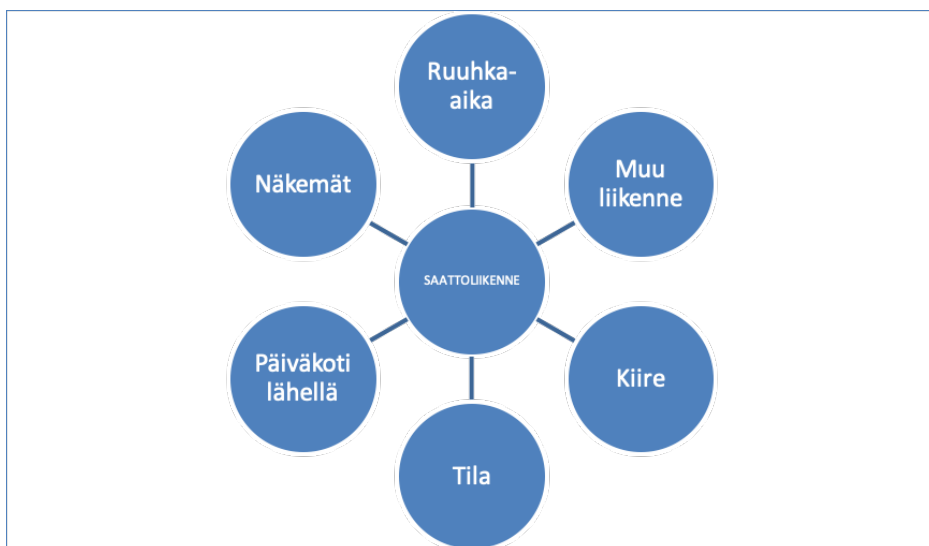 Ruuhka-
aika
Näkemät
Muu
liikenne
SAATTOLIIKENNE
Päiväkoti
lähellä
Kiire
Tila